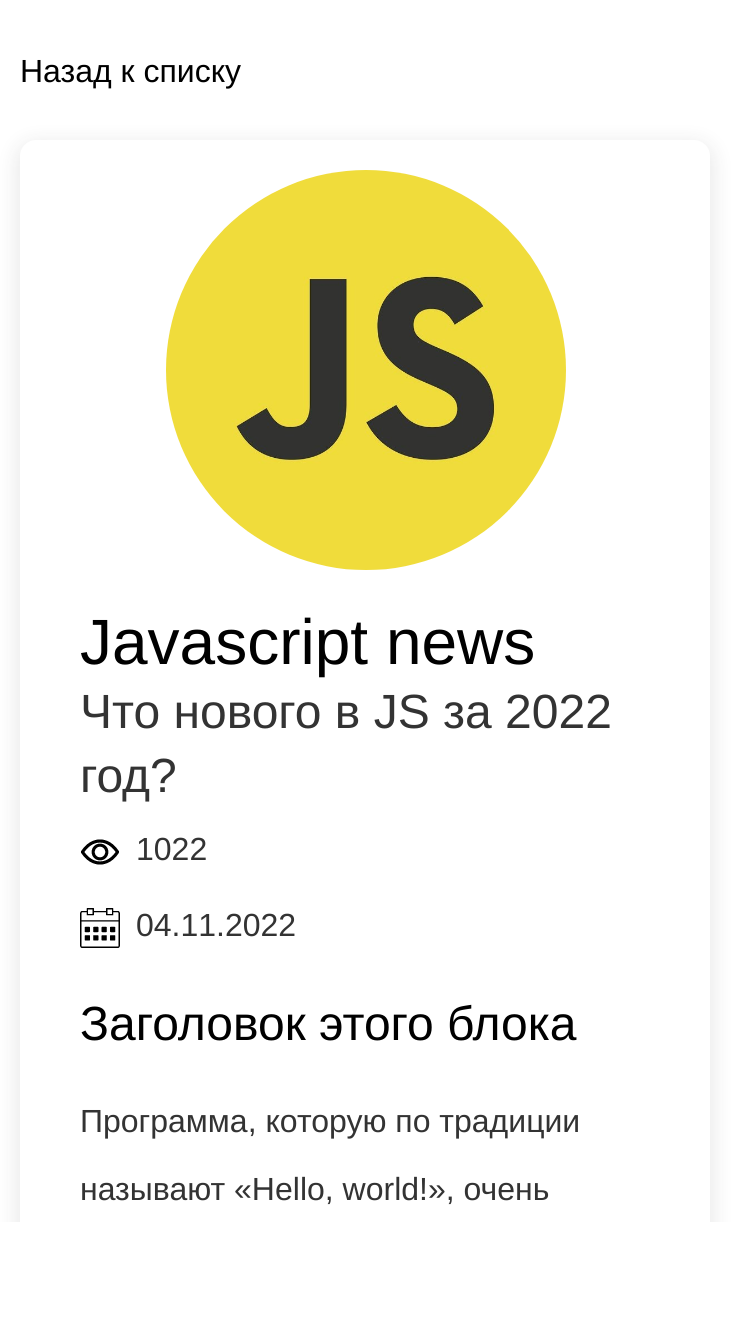 Назад к списку
JS
Javascript news
Что нового в JS за 2022
год?
1022
04.11.2022
Заголовок этого блока
Программа, которую по традиции
называют «Hello, world!», очень